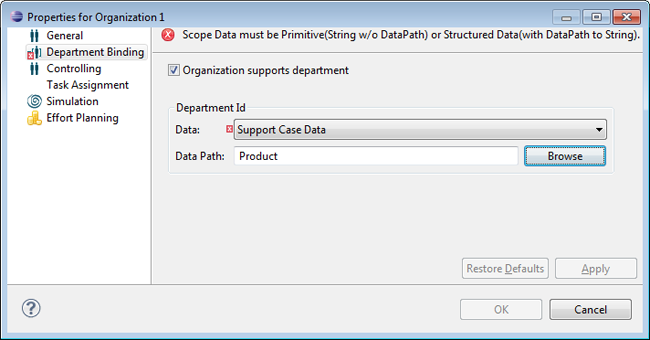 Properties for Organization 1
General
Department Binding
Controlling
Task Assignment
Simulation
Effort Planning
Scope Data must be Primitive(String w/o DataPath) or Structured Data(with DataPath to String).
Organization supports department
Department Id
Data: Support Case Data
Data Path: Product Browse
Restore Defaults Apply
? OK Cancel